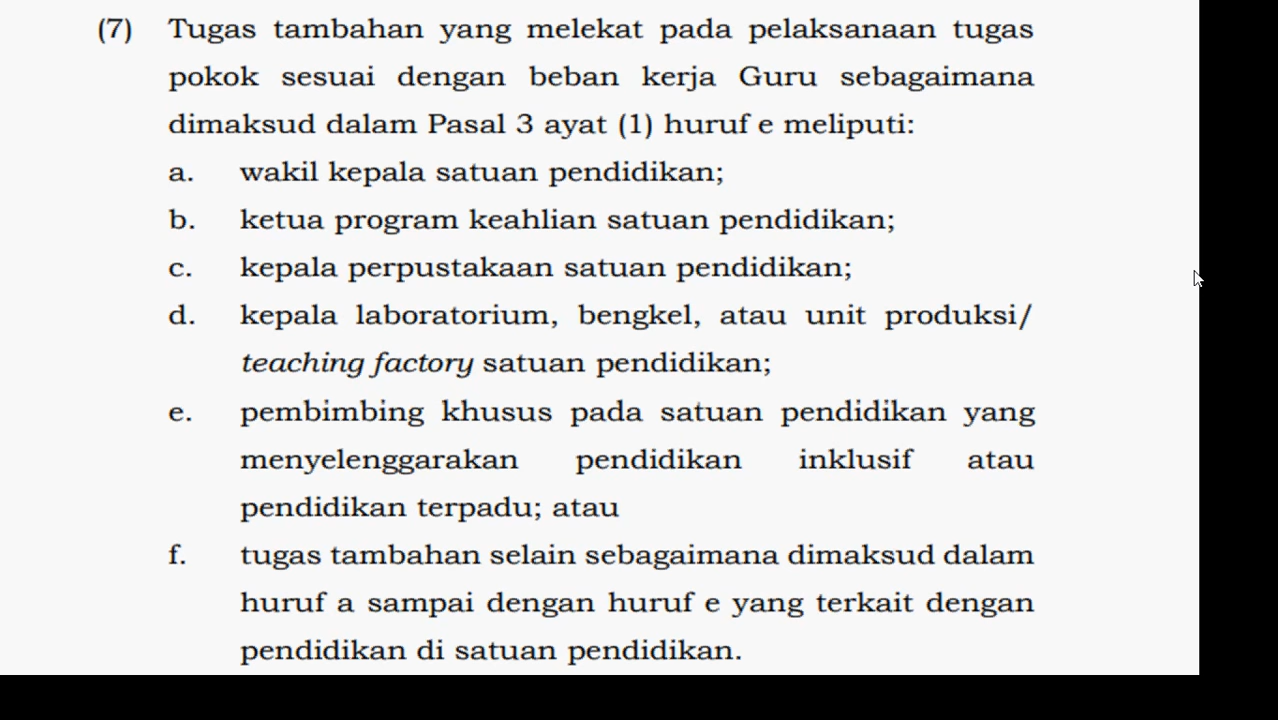 (7) Tugas tambahan yang melekat pada pelaksanaan tugas
pokok sesuai dengan beban kerja Guru sebagaimana
dimaksud dalam Pasal 3 ayat (1) huruf e meliputi:
a. wakil kepala satuan pendidikan;
b. ketua program keahlian satuan pendidikan;
c. kepala perpustakaan satuan pendidikan;
d. kepala laboratorium, bengkel, atau unit produksi/
teaching factory satuan pendidikan;
e. pembimbing khusus pada satuan pendidikan yang
menyelenggarakan pendidikan inklusif atau
pendidikan terpadu; atau
f. tugas tambahan selain sebagaimana dimaksud dalam
huruf a sampai dengan huruf e yang terkait dengan
pendidikan di satuan pendidikan.